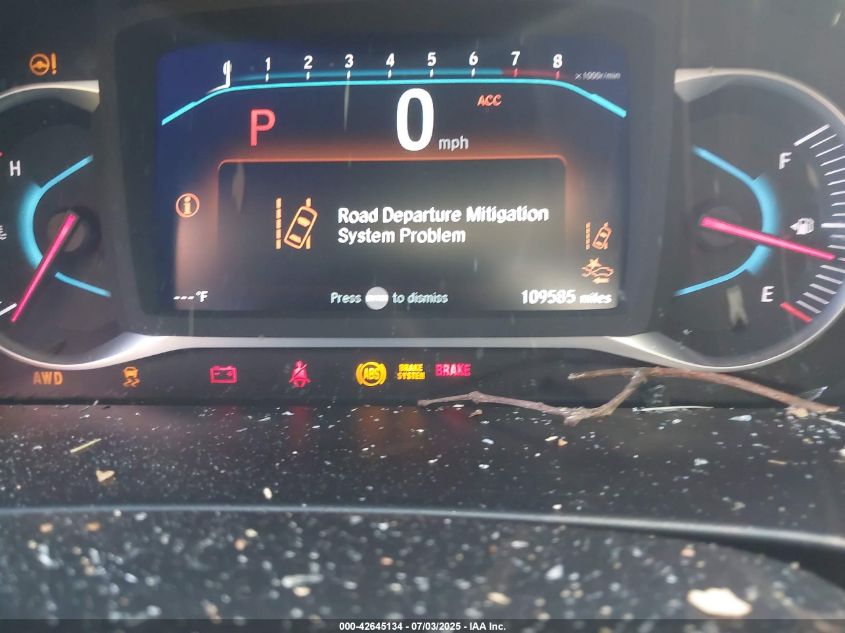 1 2 3 4 5 6 7 8
x1000r/min
P 0 mph ACC
H
F
Road Departure Mitigation
System Problem
E
---°F
Press to dismiss
109585 miles
AWD
ABS
BRAKE
SYSTEM
BRAKE
000-42645134 - 07/03/2025 - IAA Inc.